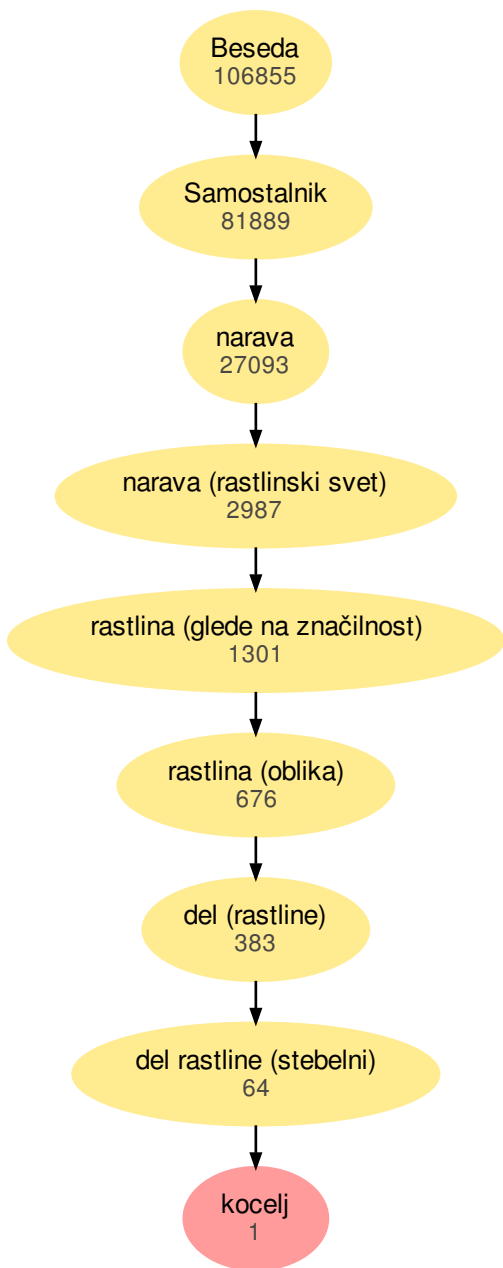 Beseda
106855
Samostalnik
81889
narava
27093
narava (rastlinski svet)
2987
rastlina (glede na značilnost)
1301
rastlina (oblika)
676
del (rastline)
383
del rastline (stebelni)
64
kocelj
1